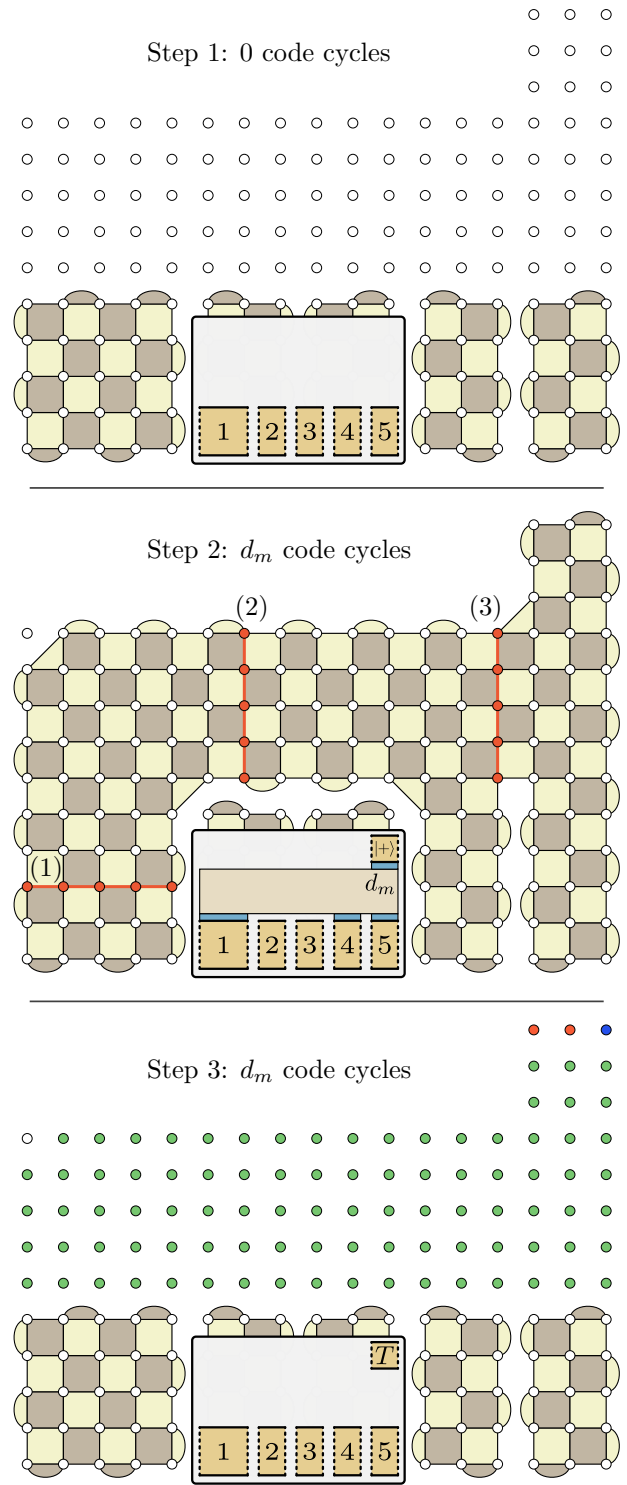 Step 1: 0 code cycles
1 2 3 4 5
Step 2: $d_m$ code cycles
(2) (3)
(1)
|+⟩
$d_m$
1 2 3 4 5
Step 3: $d_m$ code cycles
T
1 2 3 4 5